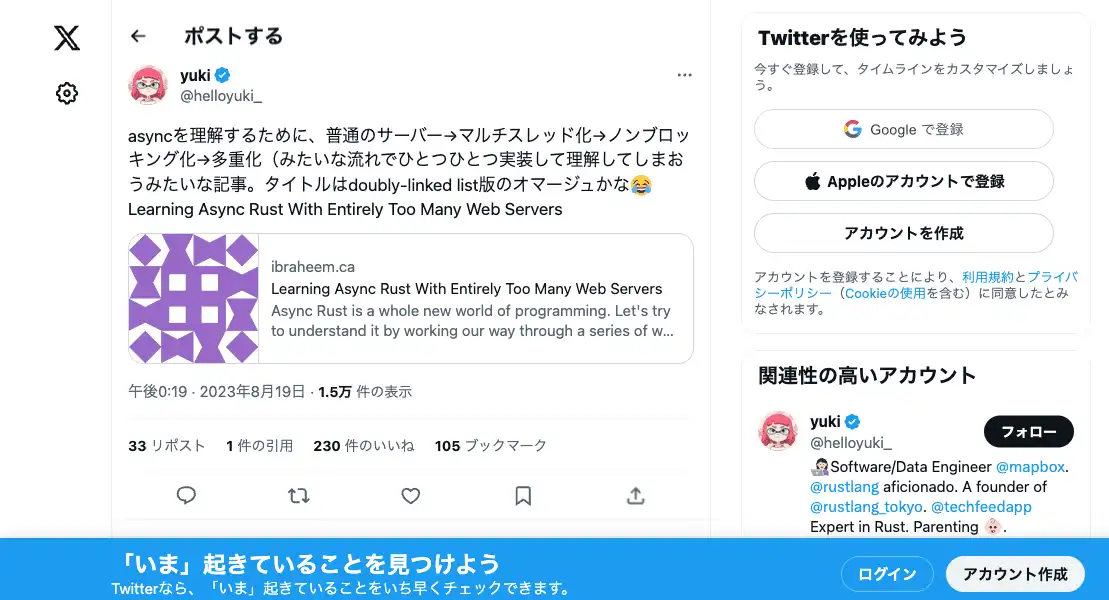 ポストする
yuki
@helloyuki_
asyncを理解するために、普通のサーバー→マルチスレッド化→ノンブロッ
キング化→多重化（みたいな流れでひとつひとつ実装して理解してしまお
うみたいな記事。タイトルはdoubly-linked list版のオマージュかな😂
Learning Async Rust With Entirely Too Many Web Servers
ibraheem.ca
Learning Async Rust With Entirely Too Many Web Servers
Async Rust is a whole new world of programming. Let's try
to understand it by working our way through a series of w...
午後0:19 · 2023年8月19日 · 1.5万 件の表示
33 リポスト 1 件の引用 230 件のいいね 105 ブックマーク
Twitterを使ってみよう
今すぐ登録して、タイムラインをカスタマイズしましょ
う。
Google で登録
Appleのアカウントで登録
アカウントを作成
アカウントを登録することにより、利用規約とプライバ
シーポリシー（Cookieの使用を含む）に同意したとみ
なされます。
関連性の高いアカウント
yuki
@helloyuki_
フォロー
👩🏻‍💻Software/Data Engineer @mapbox.
@rustlang aficionado. A founder of
@rustlang_tokyo. @techfeedapp
Expert in Rust. Parenting 👶🏻.
「いま」起きていることを見つけよう
Twitterなら、「いま」起きていることをいち早くチェックできます。
ログイン
アカウント作成